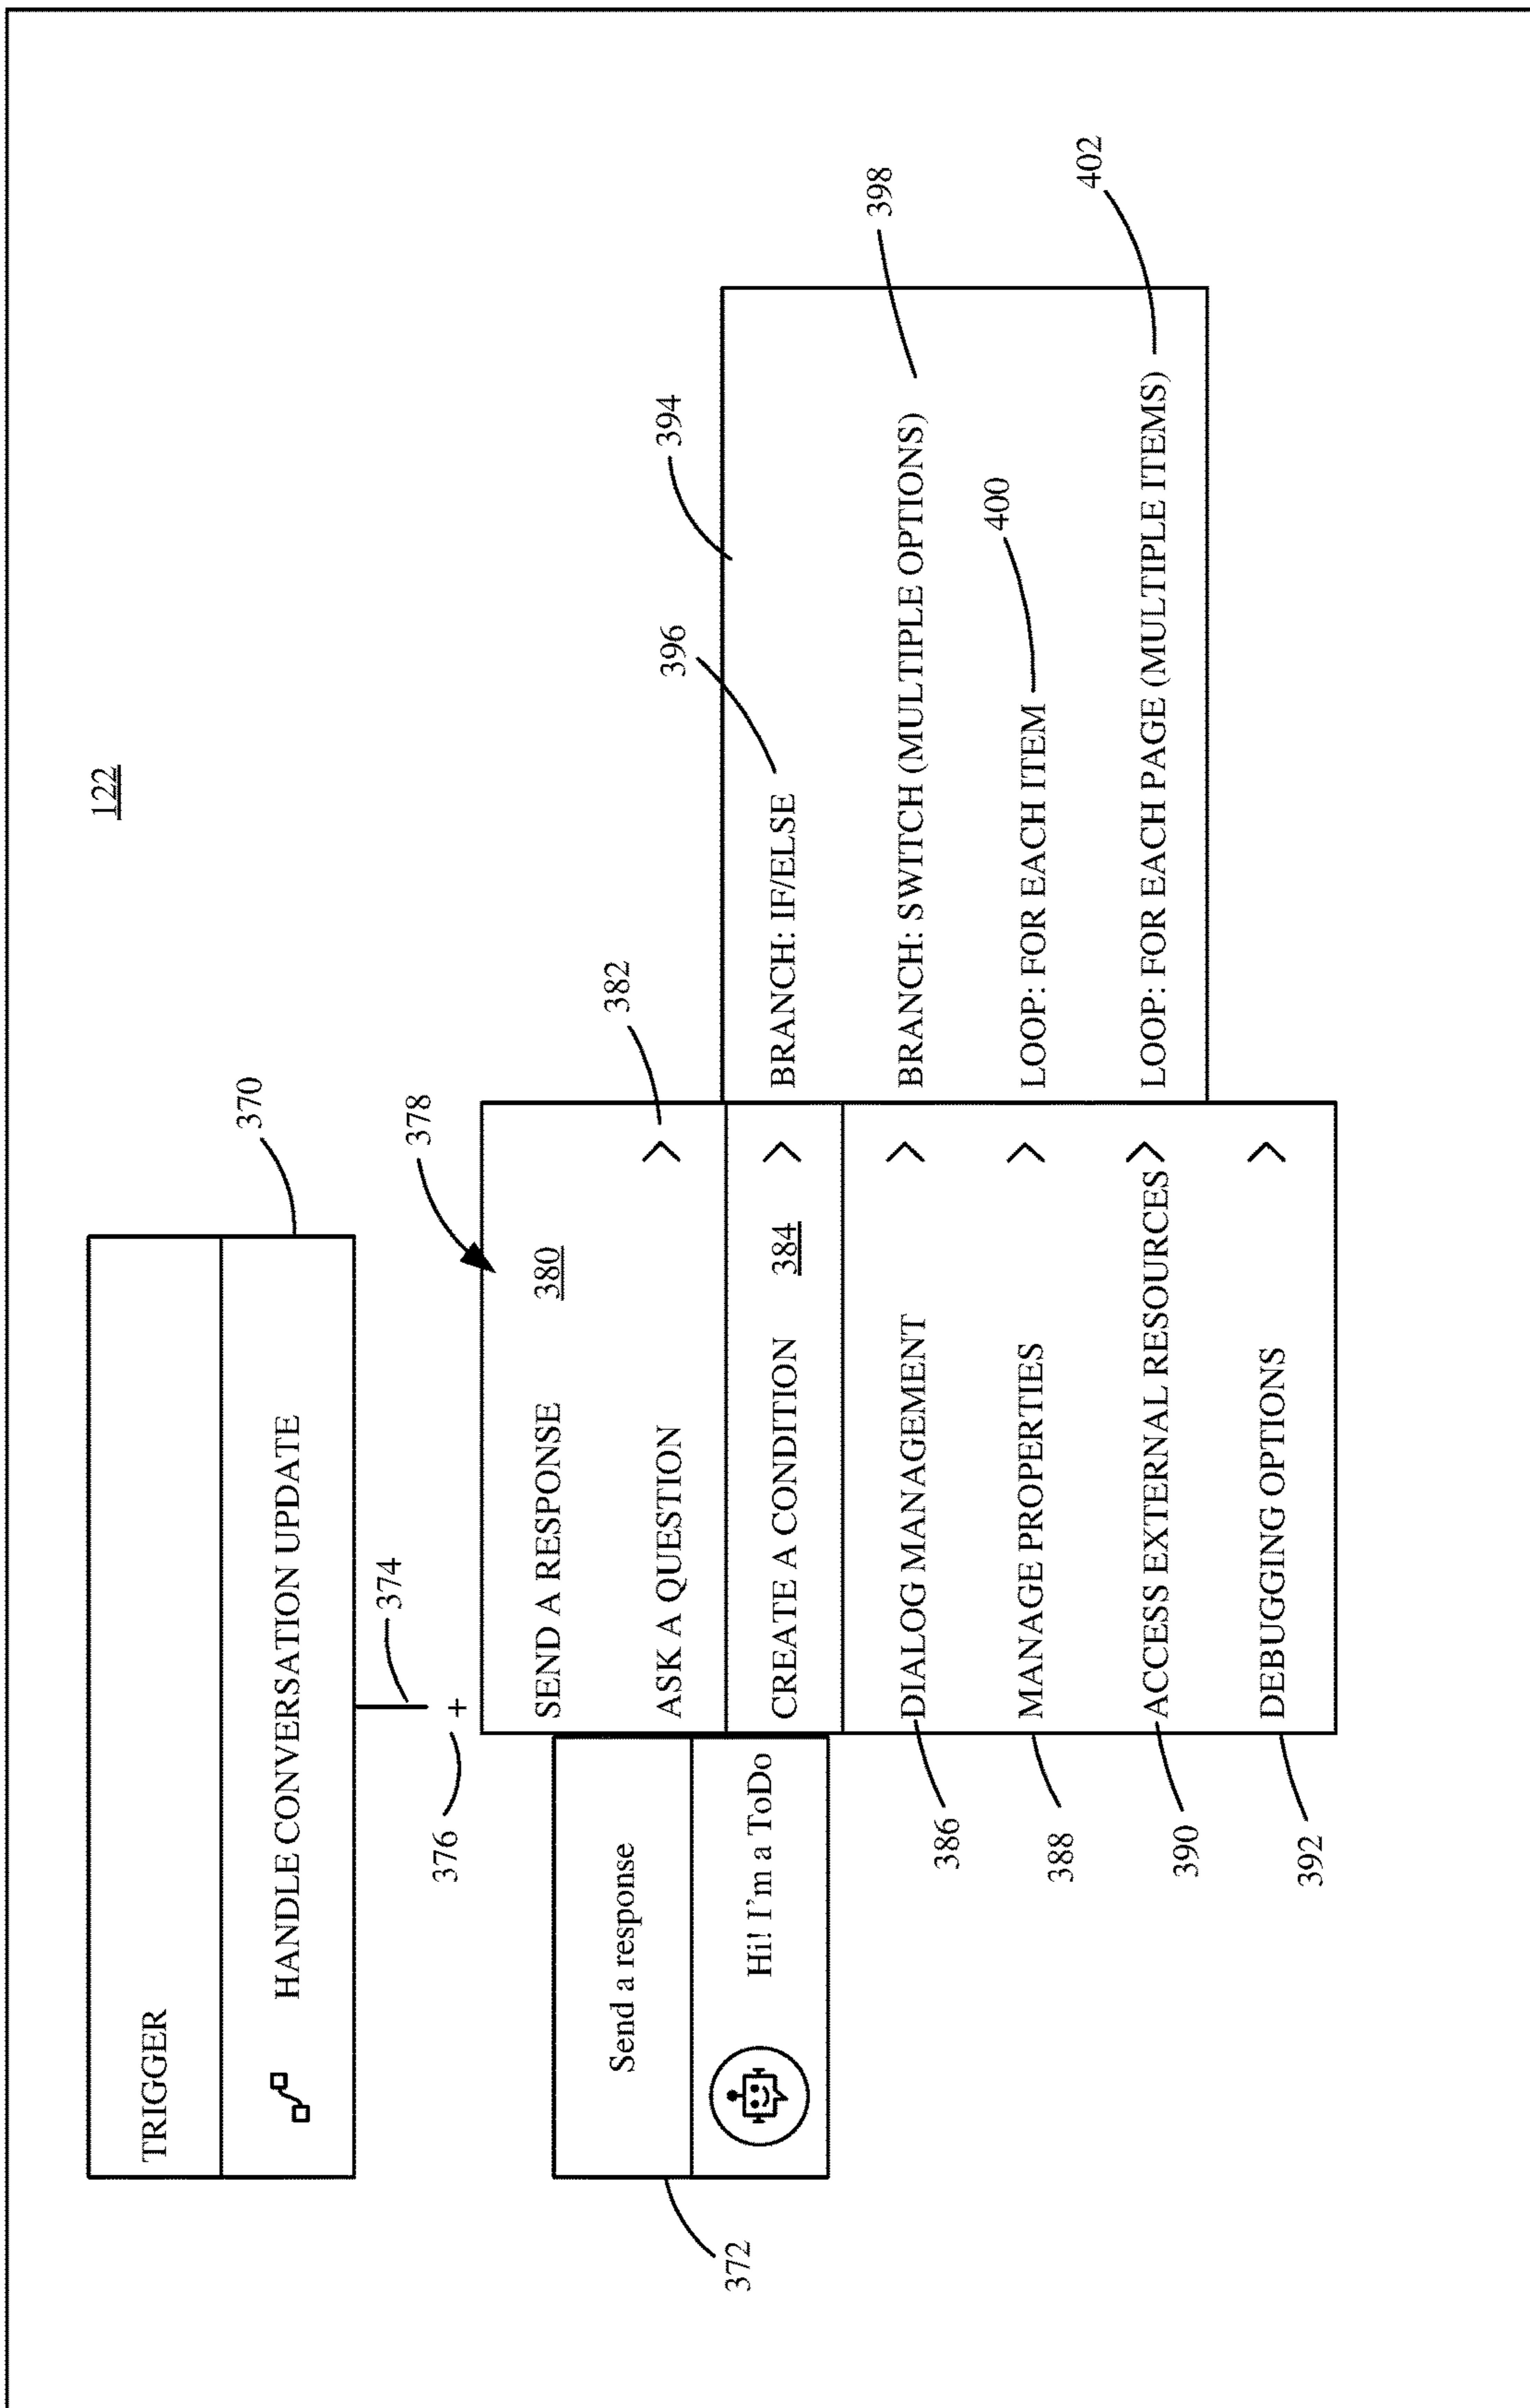 122
TRIGGER
HANDLE CONVERSATION UPDATE
370
374
376
+
378
SEND A RESPONSE 380
ASK A QUESTION >
382
CREATE A CONDITION 384 >
DIALOG MANAGEMENT >
MANAGE PROPERTIES >
ACCESS EXTERNAL RESOURCES >
DEBUGGING OPTIONS >
386
388
390
392
Send a response
Hi! I'm a ToDo
372
394
396
BRANCH: IF/ELSE
398
BRANCH: SWITCH (MULTIPLE OPTIONS)
400
LOOP: FOR EACH ITEM
402
LOOP: FOR EACH PAGE (MULTIPLE ITEMS)